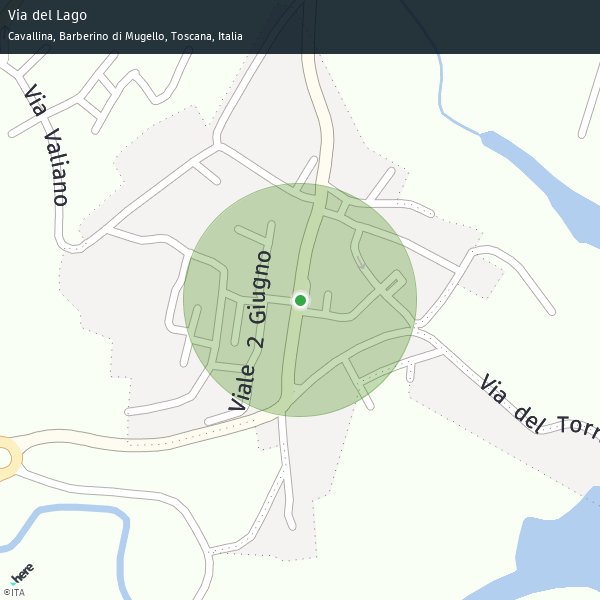 Via del Lago
Cavallina, Barberino di Mugello, Toscana, Italia
Via Valiano
Viale 2 Giugno
Via del Torr
here
©ITA